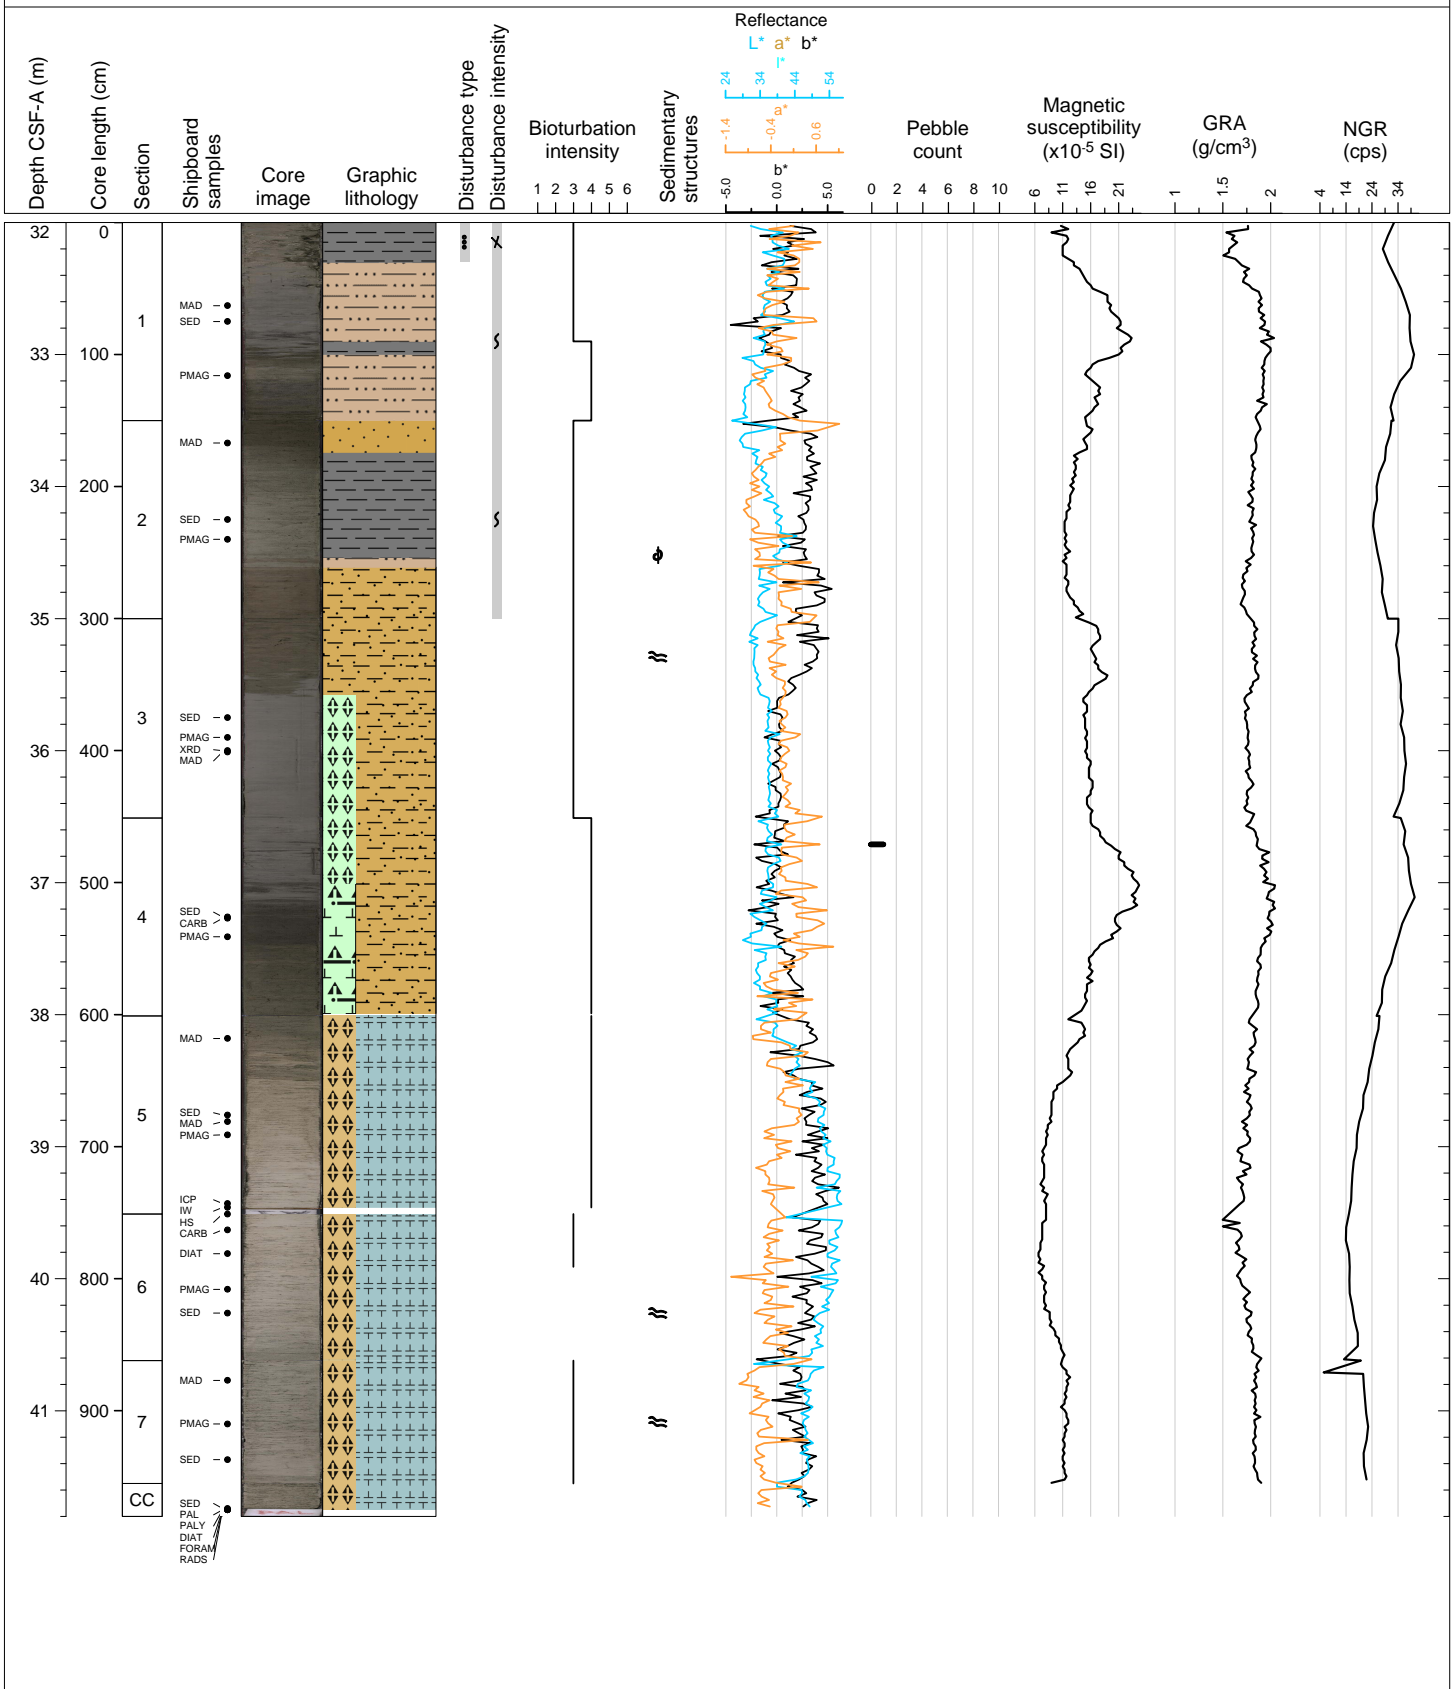 Depth CSF-A (m)
Core length (cm)
Section
Shipboard
samples
Core
image
Graphic
lithology
Disturbance type
Disturbance intensity
Bioturbation
intensity
1 2 3 4 5 6
Sedimentary
structures
Reflectance
L* a* b*
l*
24 34 44 54
a*
-1.4 -0.4 0.6
b*
-5.0 0.0 5.0
Pebble
count
0 2 4 6 8 10
Magnetic
susceptibility
(x10-5 SI)
6 11 16 21
GRA
(g/cm3)
1 1.5 2
NGR
(cps)
4 14 24 34
32 0
MAD
1
SED
33 100
PMAG
MAD
34 200
2
SED
PMAG
35 300
3
SED
PMAG
XRD
36 400
MAD
37 500
4
SED
CARB
PMAG
38 600
MAD
5
SED
MAD
PMAG
39 700
ICP
IW
HS
CARB
DIAT
40 800
6
PMAG
SED
MAD
41 900
7
PMAG
SED
CC
SED
PAL
PALY
DIAT
FORAM
RADS